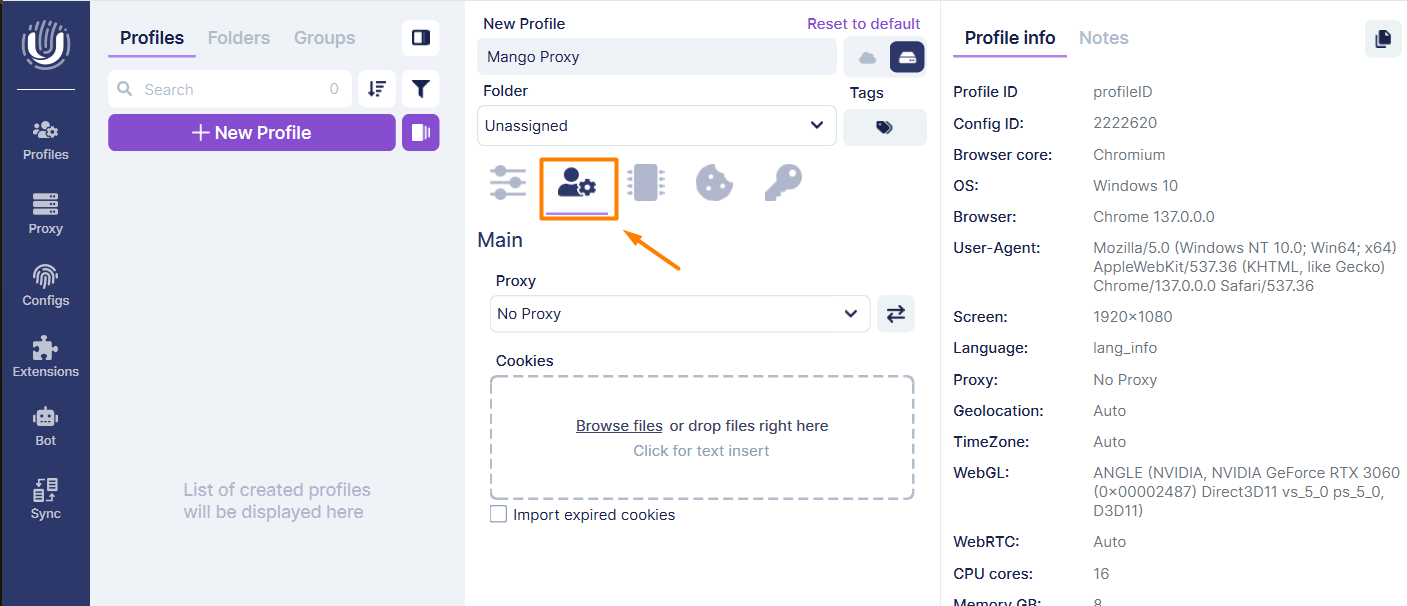 Profiles
Proxy
Configs
Extensions
Bot
Sync
Profiles Folders Groups
Search 0
+ New Profile
List of created profiles
will be displayed here
New Profile Reset to default
Mango Proxy
Folder Tags
Unassigned
Main
Proxy
No Proxy
Cookies
Browse files or drop files right here
Click for text insert
Import expired cookies
Profile info Notes
Profile ID profileID
Config ID: 2222620
Browser core: Chromium
OS: Windows 10
Browser: Chrome 137.0.0.0
User-Agent: Mozilla/5.0 (Windows NT 10.0; Win64; x64)
AppleWebKit/537.36 (KHTML, like Gecko)
Chrome/137.0.0.0 Safari/537.36
Screen: 1920×1080
Language: lang_info
Proxy: No Proxy
Geolocation: Auto
TimeZone: Auto
WebGL: ANGLE (NVIDIA, NVIDIA GeForce RTX 3060
(0×00002487) Direct3D11 vs_5_0 ps_5_0,
D3D11)
WebRTC: Auto
CPU cores: 16
Memory GB: 8